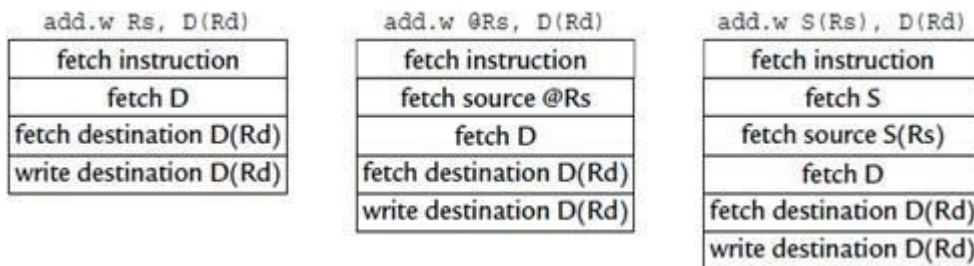 add.w Rs, D(Rd)
fetch instruction
fetch D
fetch destination D(Rd)
write destination D(Rd)
add.w @Rs, D(Rd)
fetch instruction
fetch source @Rs
fetch D
fetch destination D(Rd)
write destination D(Rd)
add.w S(Rs), D(Rd)
fetch instruction
fetch S
fetch source S(Rs)
fetch D
fetch destination D(Rd)
write destination D(Rd)